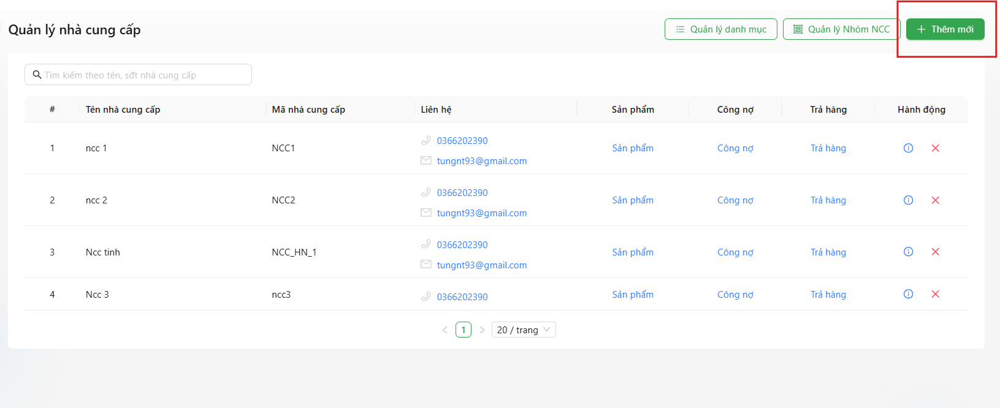 Quản lý nhà cung cấp
Quản lý danh mục
Quản lý Nhóm NCC
Thêm mới
Tìm kiếm theo tên, sđt nhà cung cấp
# Tên nhà cung cấp Mã nhà cung cấp Liên hệ Sản phẩm Công nợ Trả hàng Hành động
0366202390
1 ncc 1 NCC1 Sản phẩm Công nợ Trả hàng
tungnt93@gmail.com
0366202390
2 ncc 2 NCC2 Sản phẩm Công nợ Trả hàng
tungnt93@gmail.com
0366202390
3 Ncc tinh NCC_HN_1 Sản phẩm Công nợ Trả hàng
tungnt93@gmail.com
4 Ncc 3 ncc3 0366202390 Sản phẩm Công nợ Trả hàng
1 20 / trang